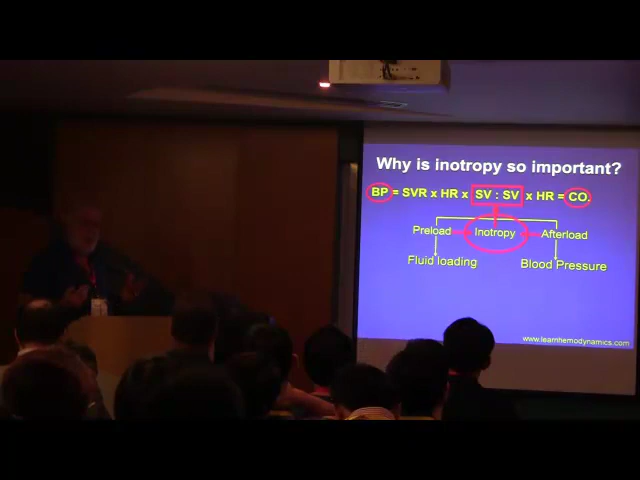 Why is inotropy so important?
BP = SVR x HR x SV : SV x HR = CO.
Preload Inotropy Afterload
Fluid loading Blood Pressure
www.learnhemodynamics.com